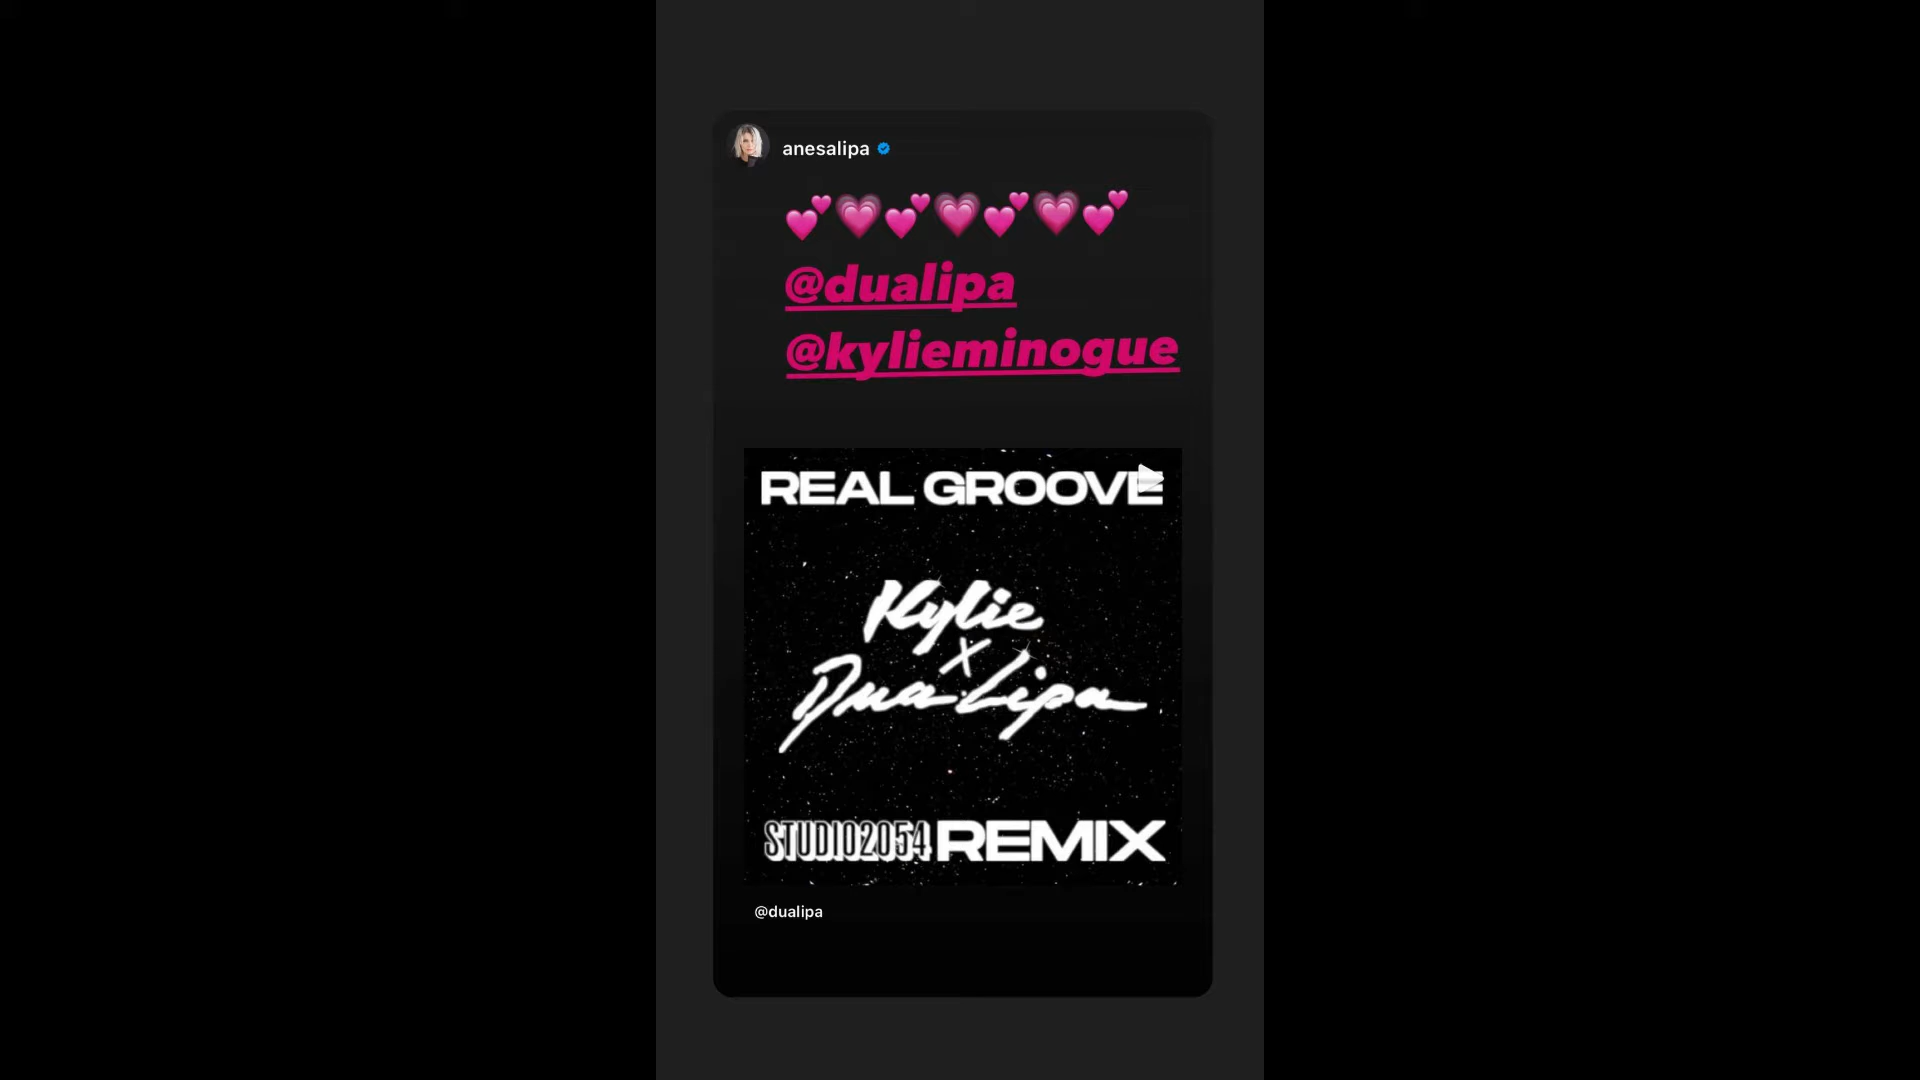 anesalipa
@dualipa
@kylieminogue
REAL GROOVE
Kylie
X
Dua Lipa
STUDIO2054 REMIX
@dualipa